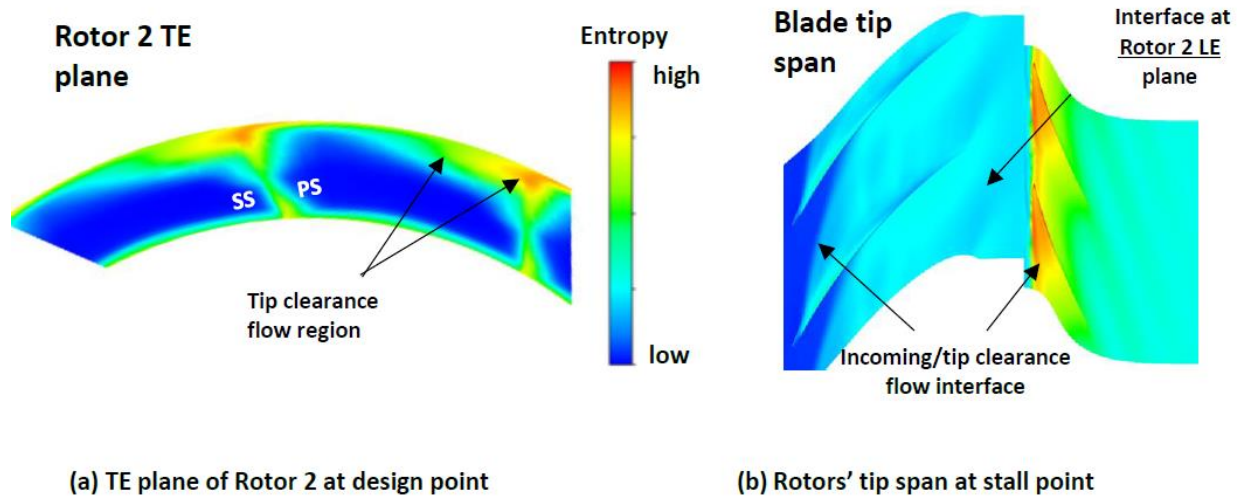 Rotor 2 TE
plane
SS
PS
Tip clearance
flow region
Entropy
high
low
Blade tip
span
Interface at
Rotor 2 LE
plane
Incoming/tip clearance
flow interface
(a) TE plane of Rotor 2 at design point
(b) Rotors’ tip span at stall point